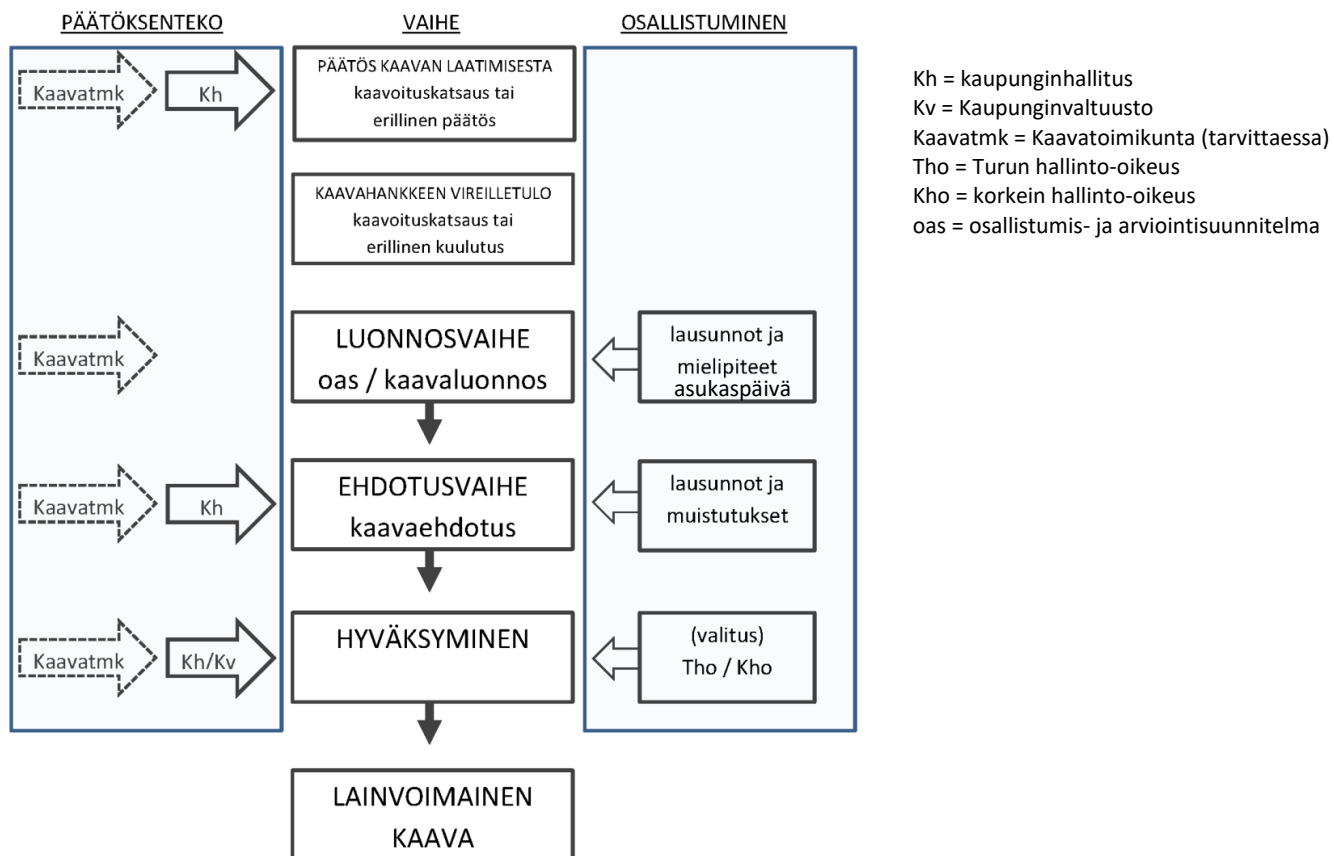 PÄÄTÖKSENTEKO
VAIHE
OSALLISTUMINEN
Kaavatmk
Kh
PÄÄTÖS KAAVAN LAATIMISESTA
kaavoituskatsaus tai
erillinen päätös
KAAVAHANKKEEN VIREILLETULO
kaavoituskatsaus tai
erillinen kuulutus
Kaavatmk
LUONNOSVAIHE
oas / kaavaluonnos
lausunnot ja
mielipiteet
asukaspäivä
Kaavatmk
Kh
EHDOTUSVAIHE
kaavaehdotus
lausunnot ja
muistutukset
Kaavatmk
Kh/Kv
HYVÄKSYMINEN
(valitus)
Tho / Kho
LAINVOIMAINEN
KAAVA
Kh = kaupunginhallitus
Kv = Kaupunginvaltuusto
Kaavatmk = Kaavatoimikunta (tarvittaessa)
Tho = Turun hallinto-oikeus
Kho = korkein hallinto-oikeus
oas = osallistumis- ja arviointisuunnitelma